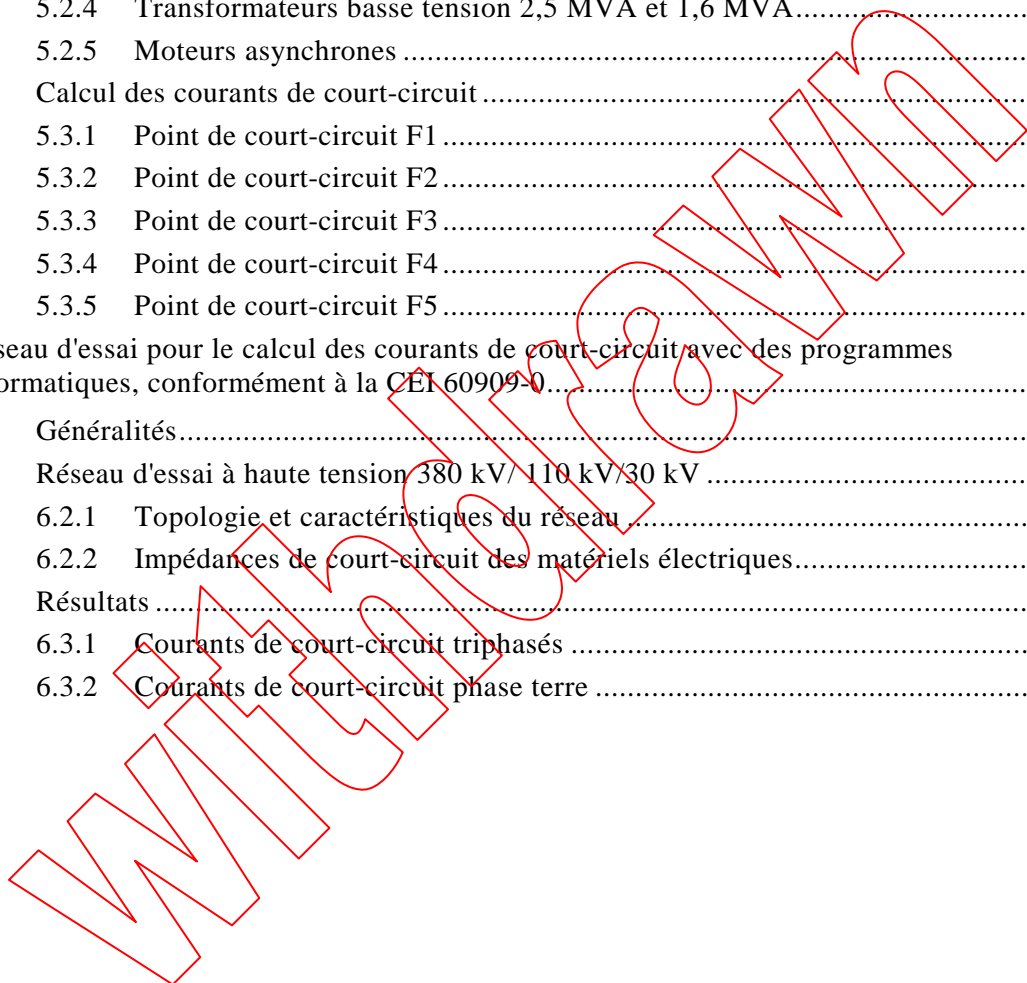 5.2.4 Transformateurs basse tension 2,5 MVA et 1,6 MVA
5.2.5 Moteurs asynchrones
Calcul des courants de court-circuit
5.3.1 Point de court-circuit F1
5.3.2 Point de court-circuit F2
5.3.3 Point de court-circuit F3
5.3.4 Point de court-circuit F4
5.3.5 Point de court-circuit F5
seau d'essai pour le calcul des courants de court-circuit avec des programmes
ormatiques, conformément à la CEI 60909-0
Généralités
Réseau d'essai à haute tension 380 kV/ 110 kV/30 kV
6.2.1 Topologie et caractéristiques du réseau
6.2.2 Impédances de court-circuit des matériels électriques
Résultats
6.3.1 Courants de court-circuit triphasés
6.3.2 Courants de court-circuit phase terre
withdrawn